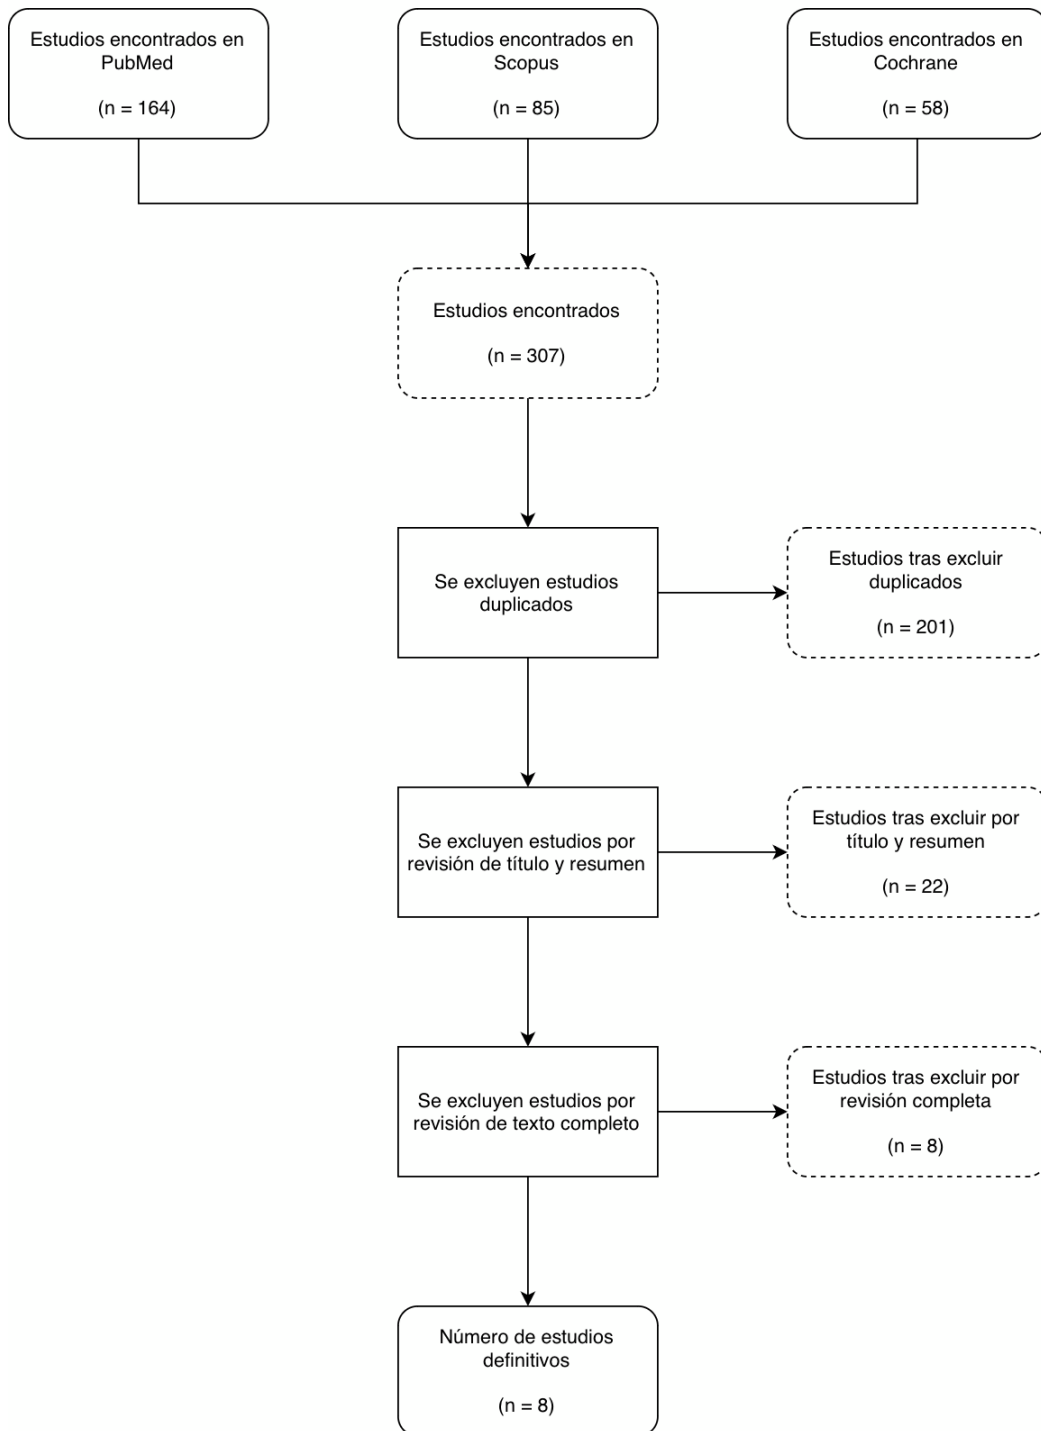 Estudios encontrados en
PubMed
(n = 164)
Estudios encontrados en
Scopus
(n = 85)
Estudios encontrados en
Cochrane
(n = 58)
Estudios encontrados
(n = 307)
Se excluyen estudios
duplicados
Estudios tras excluir
duplicados
(n = 201)
Se excluyen estudios por
revisión de título y resumen
Estudios tras excluir por
título y resumen
(n = 22)
Se excluyen estudios por
revisión de texto completo
Estudios tras excluir por
revisión completa
(n = 8)
Número de estudios
definitivos
(n = 8)